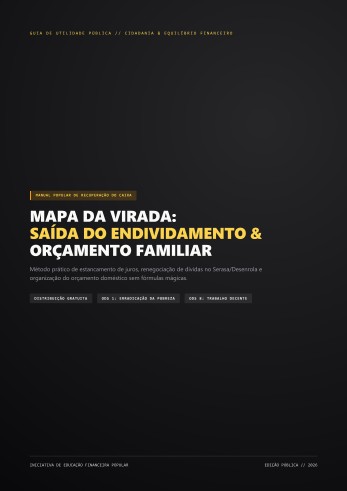 GUIA DE UTILIDADE PÚBLICA // CIDADANIA & EQUILÍBRIO FINANCEIRO
MANUAL POPULAR DE RECUPERAÇÃO DO CAIXA
MAPA DA VIRADA:
SAÍDA DO ENDIVIDAMENTO &
ORÇAMENTO FAMILIAR
Método prático de estancamento de juros, renegociação de dívidas no Serasa/Desenrola e
organização do orçamento doméstico sem fórmulas mágicas.
DISTRIBUIÇÃO GRATUITA ODS 1: ERRADICAÇÃO DA POBREZA ODS 8: TRABALHO DECENTE
INICIATIVA DE EDUCAÇÃO FINANCEIRA POPULAR EDIÇÃO PÚBLICA // 2026